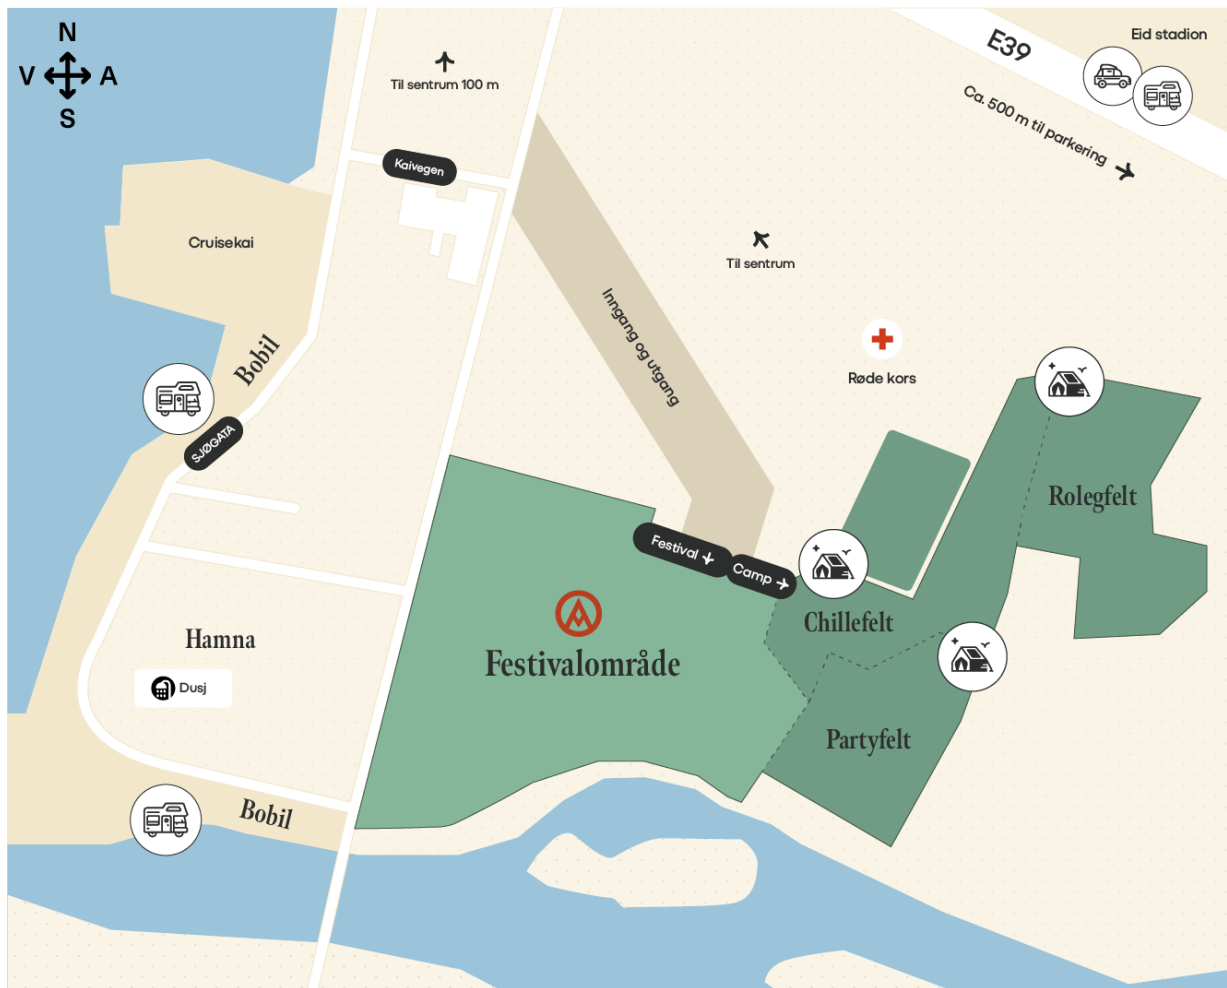 N
V A
S
Til sentrum 100 m
E39
Eid stadion
Ca. 500 m til parkering
Kaivegen
Cruisekai
Til sentrum
Inngang og utgang
Bobil
Røde kors
SJØGATA
Rolegfelt
Festival
Camp
Chillefelt
Hamna
Festivalområde
Dusj
Partyfelt
Bobil